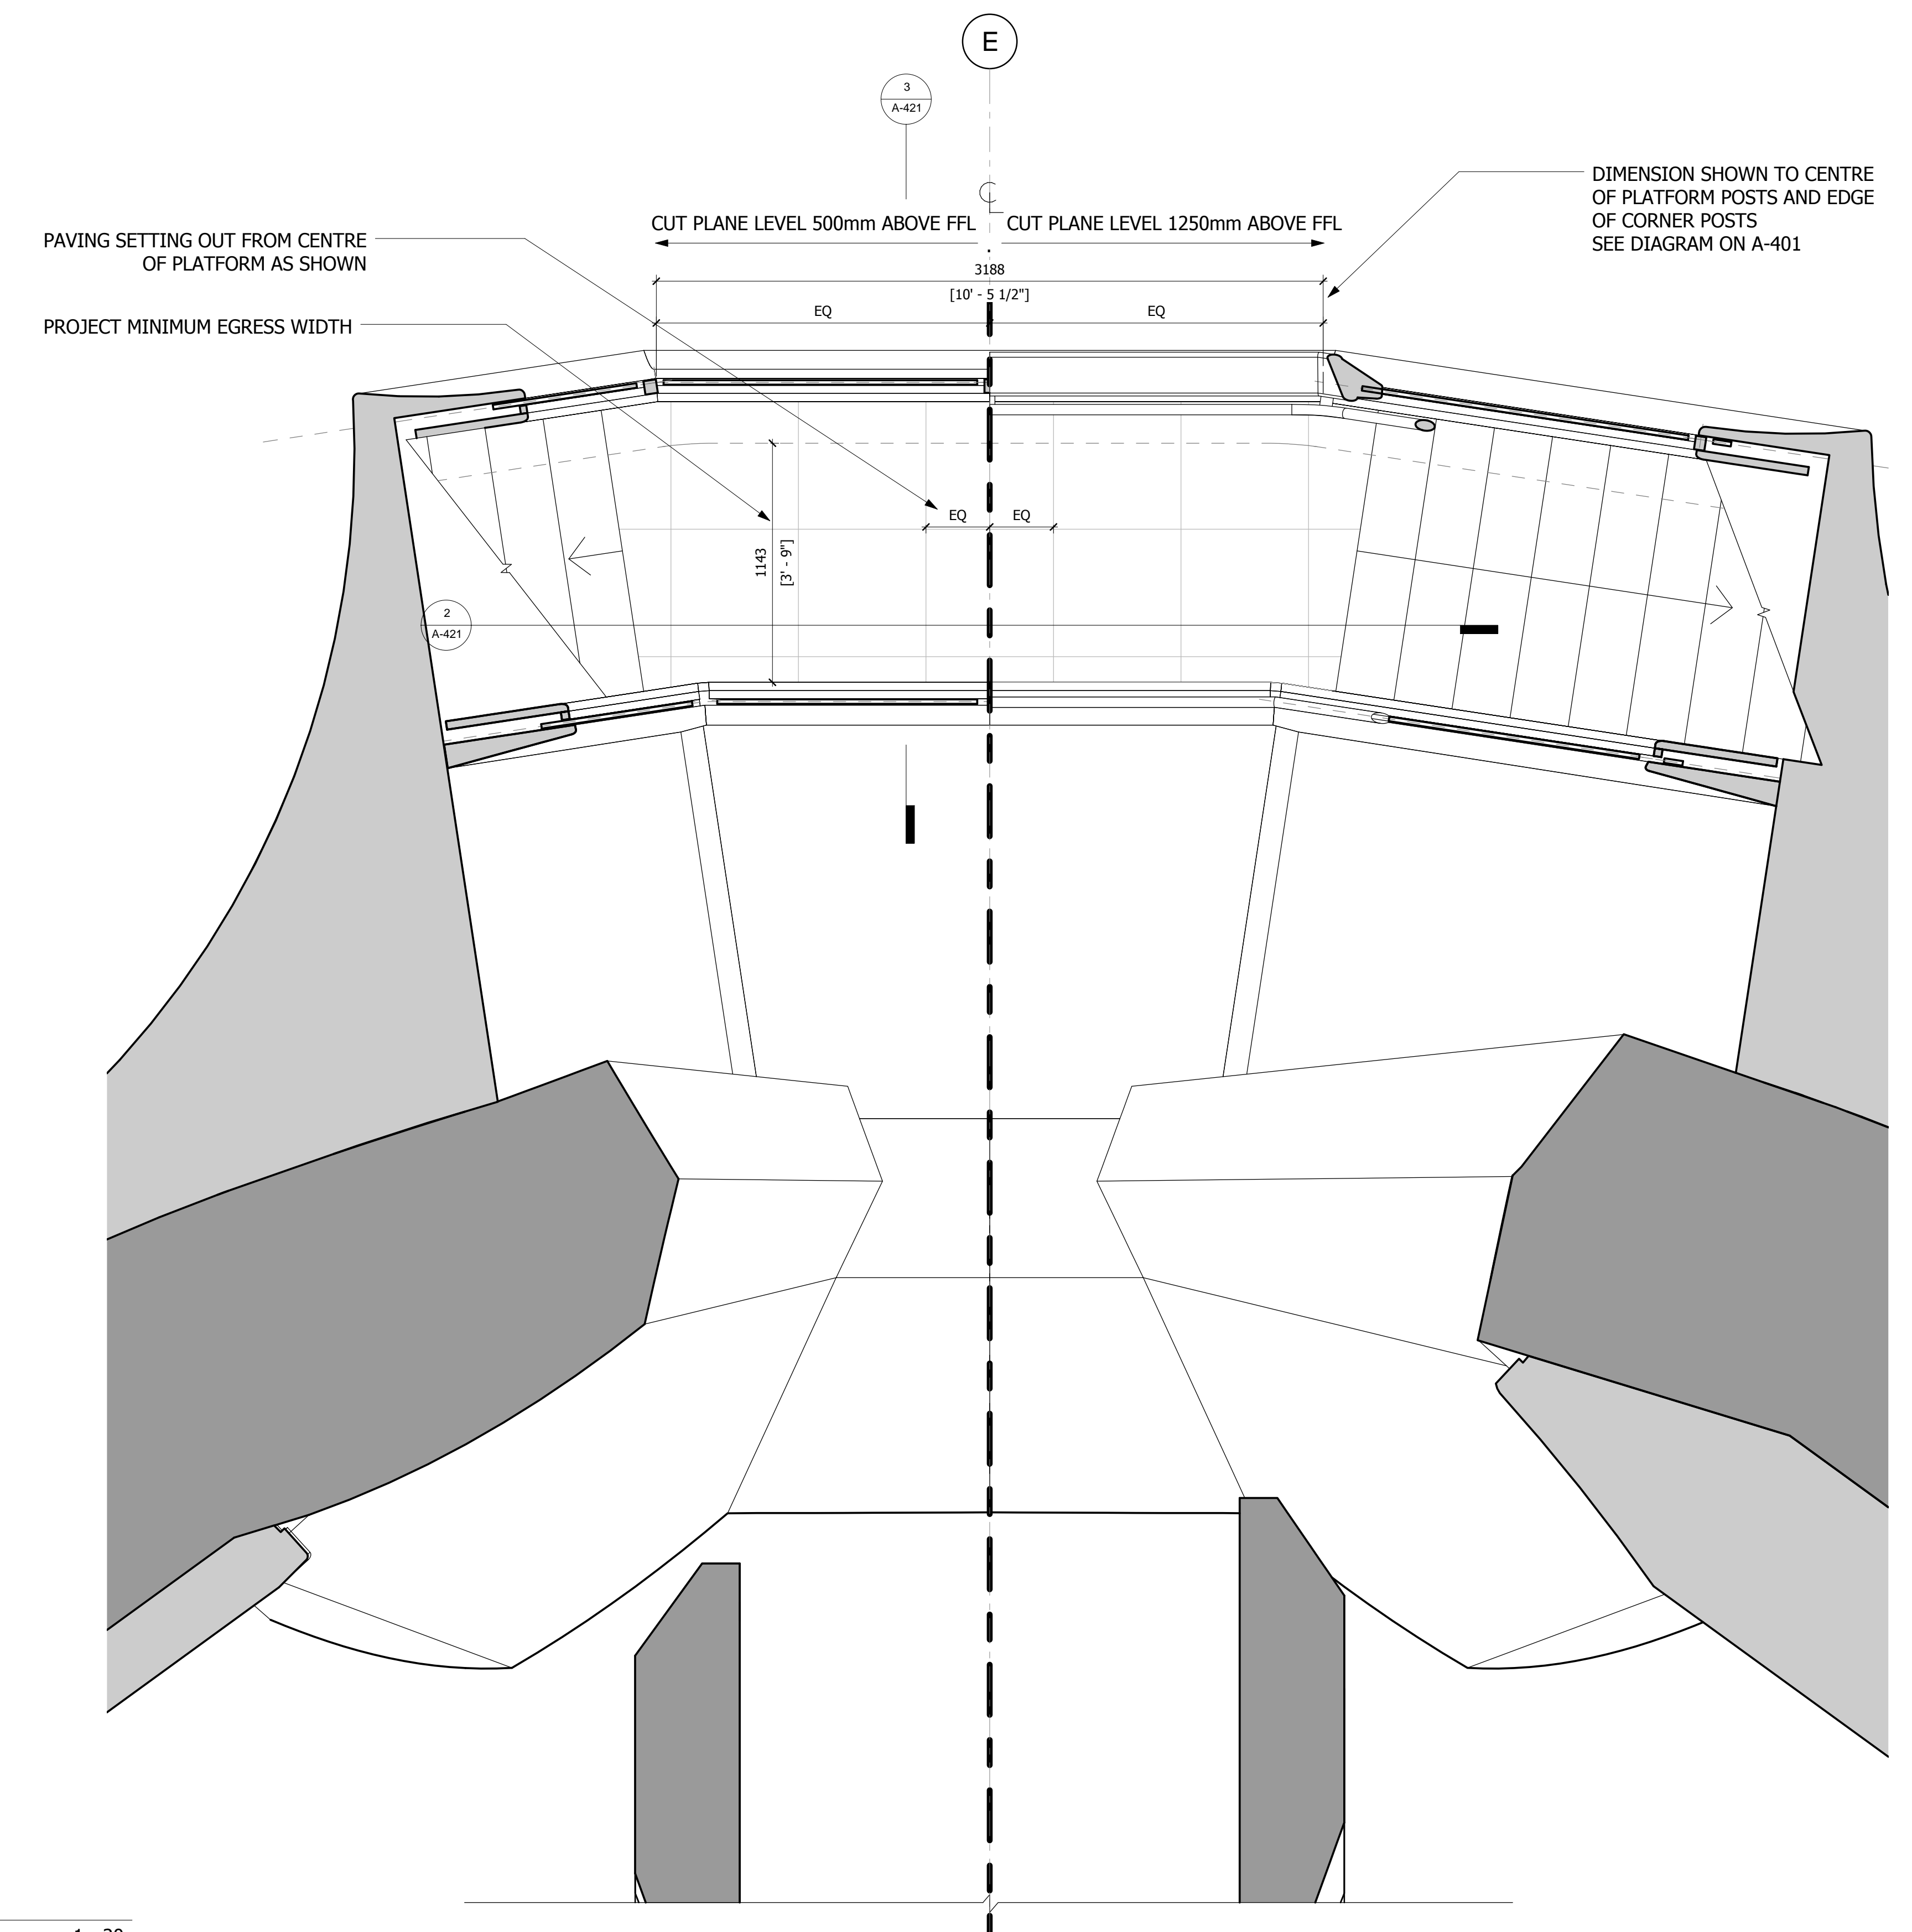 E
3
A-421
CL
DIMENSION SHOWN TO CENTRE
OF PLATFORM POSTS AND EDGE
OF CORNER POSTS
SEE DIAGRAM ON A-401
CUT PLANE LEVEL 500mm ABOVE FFL
CUT PLANE LEVEL 1250mm ABOVE FFL
PAVING SETTING OUT FROM CENTRE
OF PLATFORM AS SHOWN
3188
[10' - 5 1/2"]
EQ
EQ
PROJECT MINIMUM EGRESS WIDTH
EQ
EQ
1143
[3' - 9"]
2
A-421